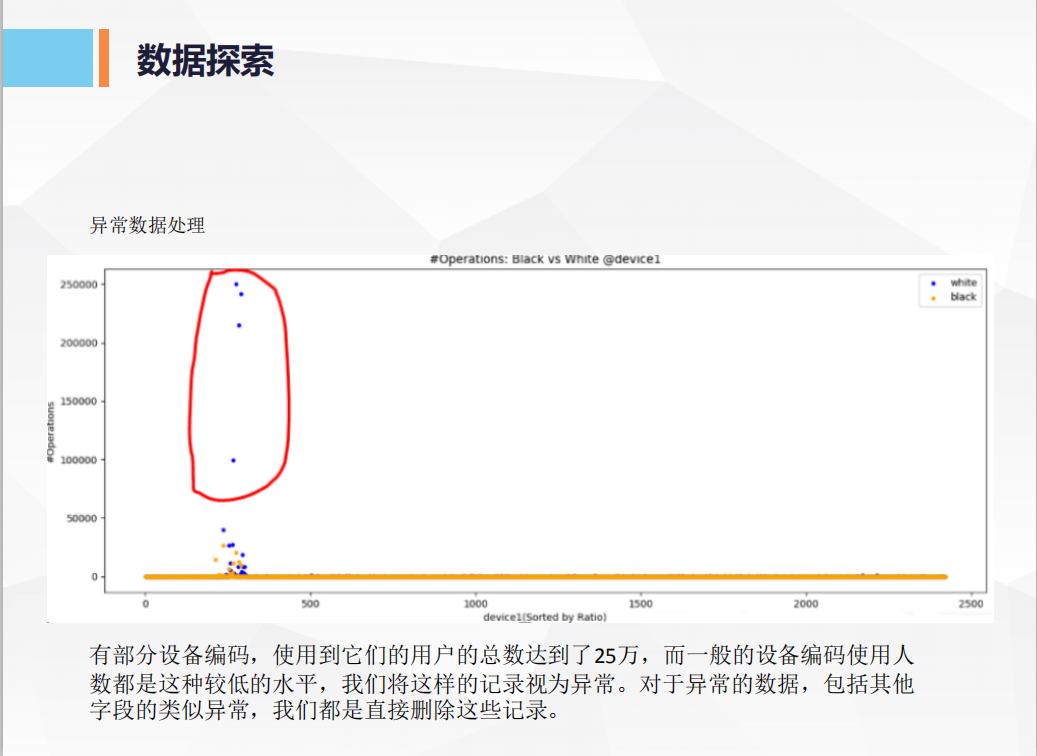 数据探索
异常数据处理
#Operations: Black vs White @device1
white
black
250000
200000
150000
100000
50000
0
#Operations
0 500 1000 1500 2000 2500
device1(Sorted by Ratio)
有部分设备编码，使用到它们的用户的总数达到了25万，而一般的设备编码使用人
数都是这种较低的水平，我们将这样的记录视为异常。对于异常的数据，包括其他
字段的类似异常，我们都是直接删除这些记录。